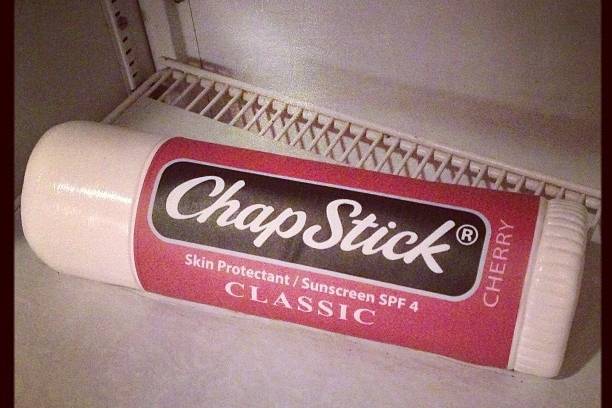 ChapStick®
Skin Protectant / Sunscreen SPF 4
CLASSIC
CHERRY